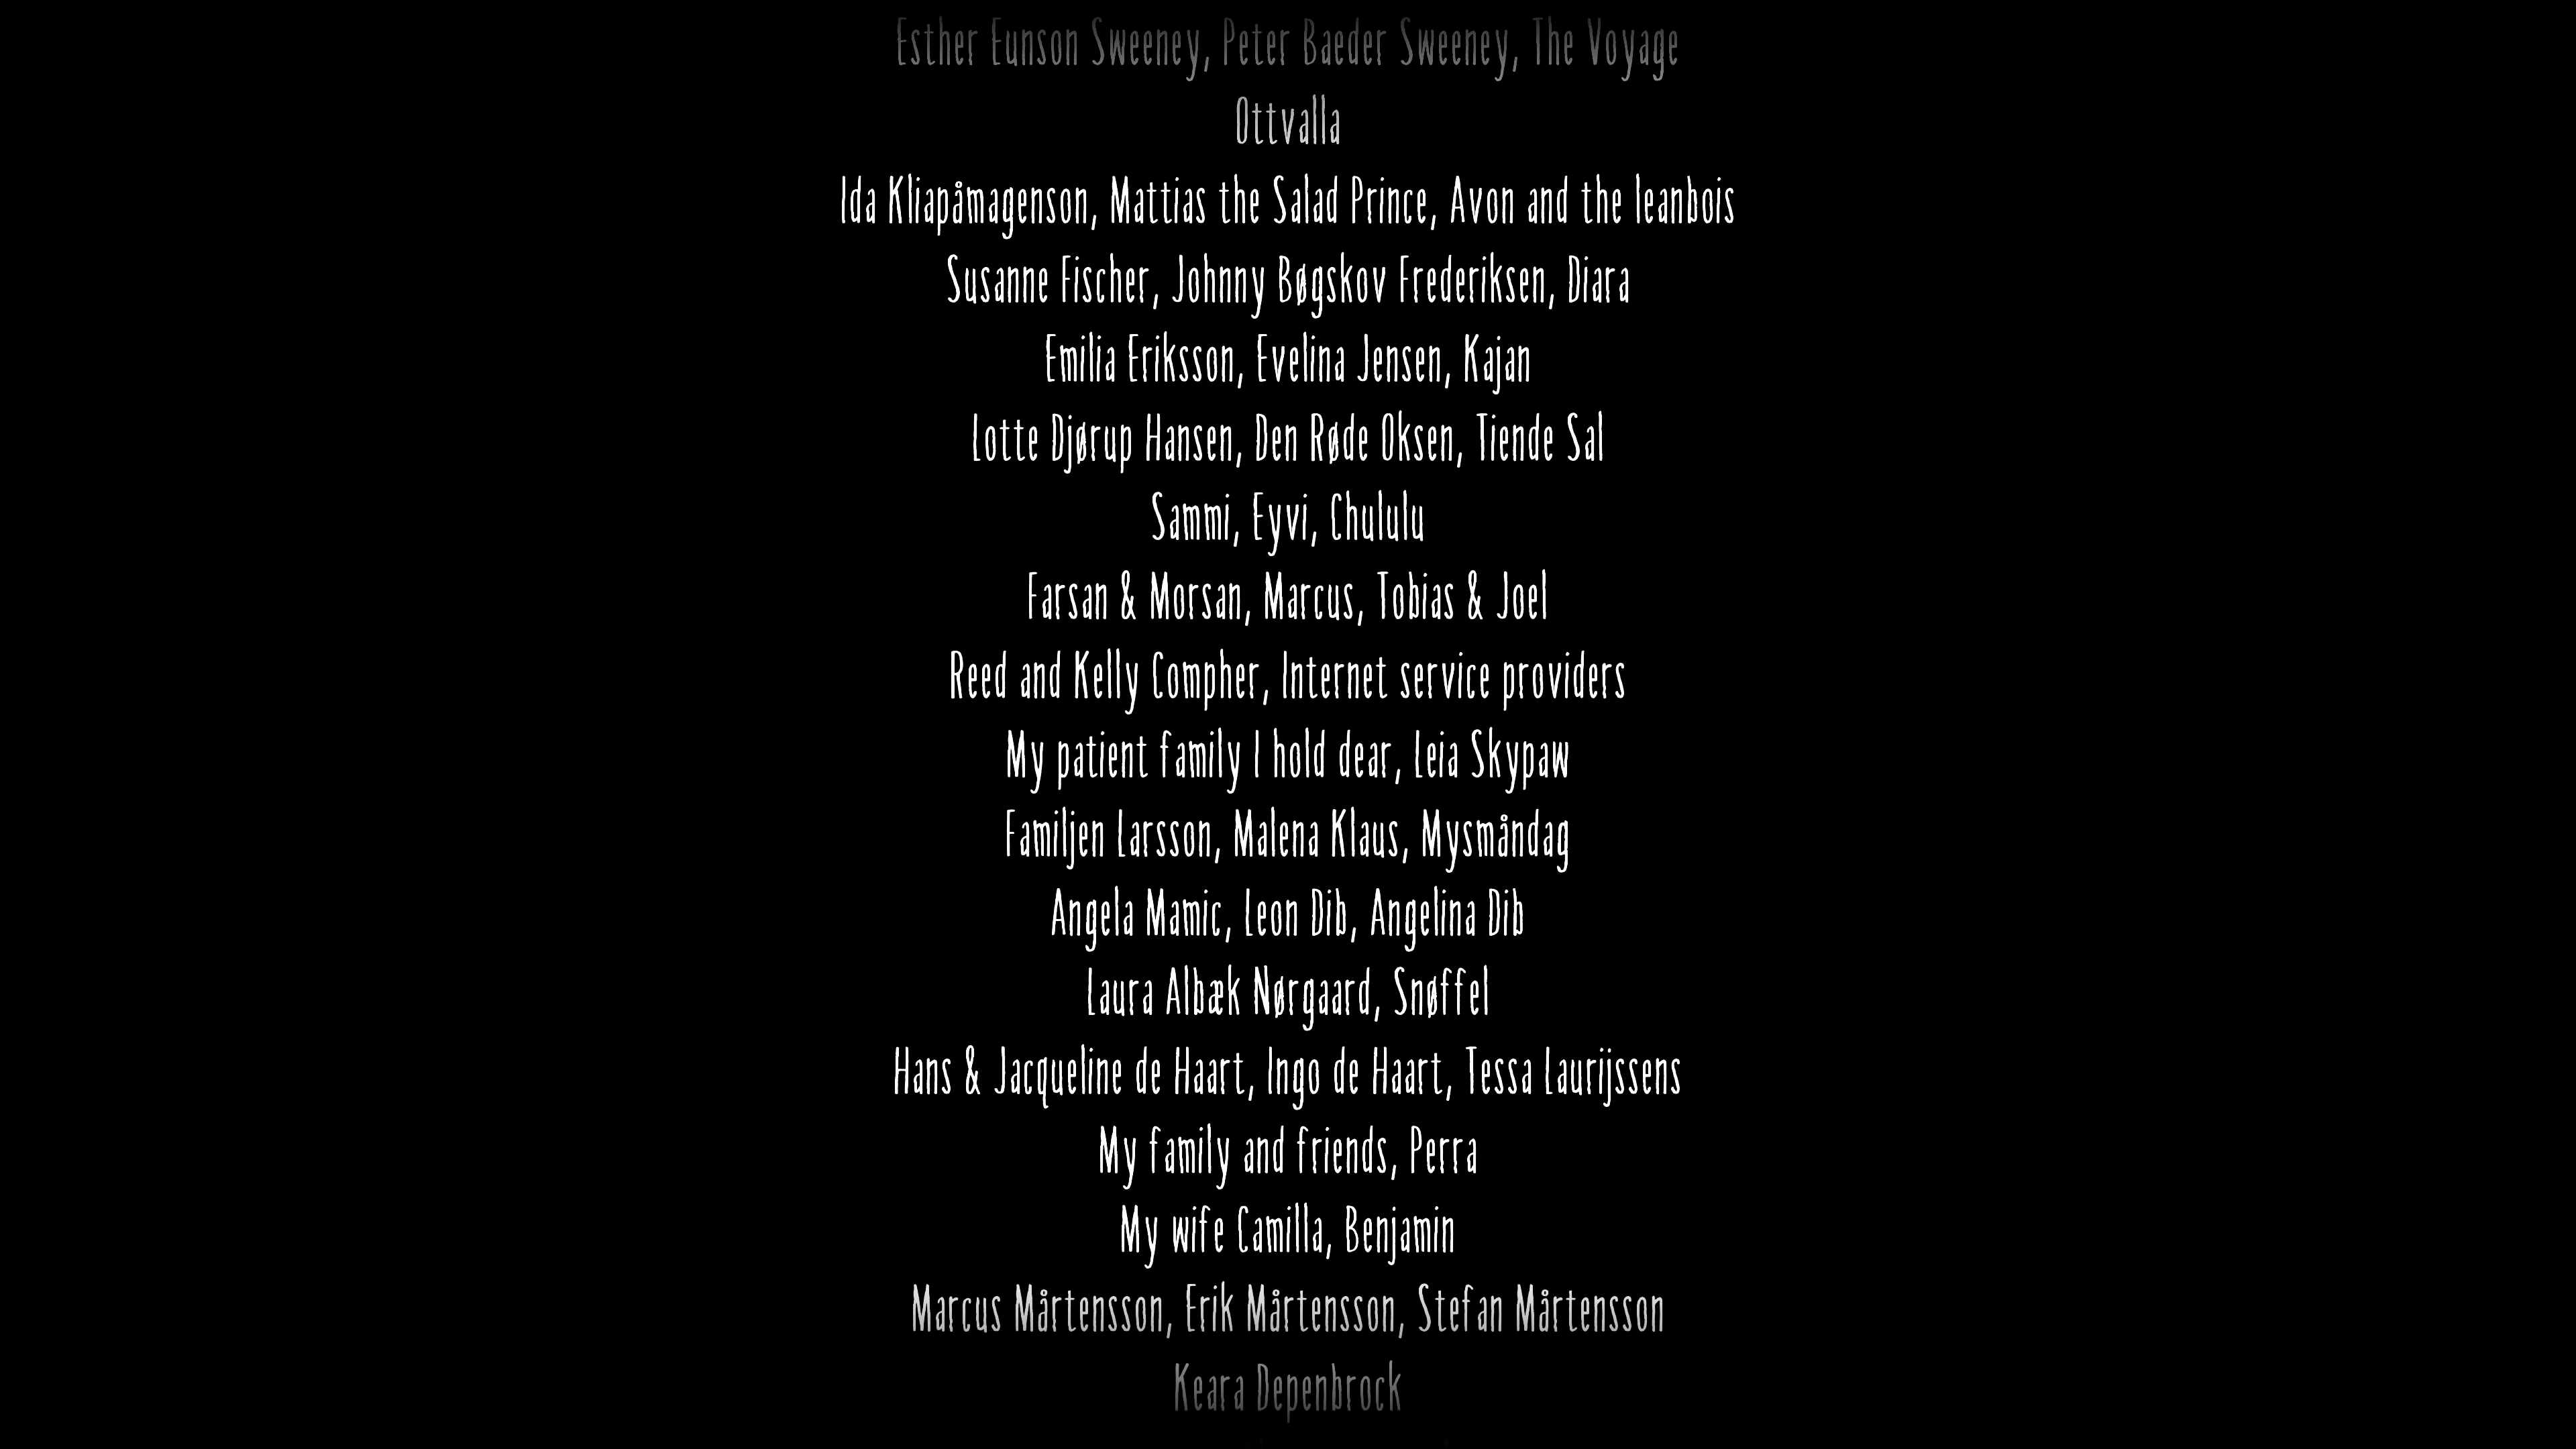 Esther Eunson Sweeney, Peter Baeder Sweeney, The Voyage
Ottvalla
Ida Kliapåmagenson, Mattias the Salad Prince, Avon and the leanbois
Susanne Fischer, Johnny Bøgskov Frederiksen, Diara
Emilia Eriksson, Evelina Jensen, Kajan
Lotte Djørup Hansen, Den Røde Oksen, Tiende Sal
Sammi, Eyvi, Chululu
Farsan & Morsan, Marcus, Tobias & Joel
Reed and Kelly Compher, Internet service providers
My patient family I hold dear, Leia Skypaw
Familjen Larsson, Malena Klaus, Mysmåndag
Angela Mamic, Leon Dib, Angelina Dib
Laura Albæk Nørgaard, Snøffel
Hans & Jacqueline de Haart, Ingo de Haart, Tessa Laurijssens
My family and friends, Perra
My wife Camilla, Benjamin
Marcus Mårtensson, Erik Mårtensson, Stefan Mårtensson
Keara Depenbrock